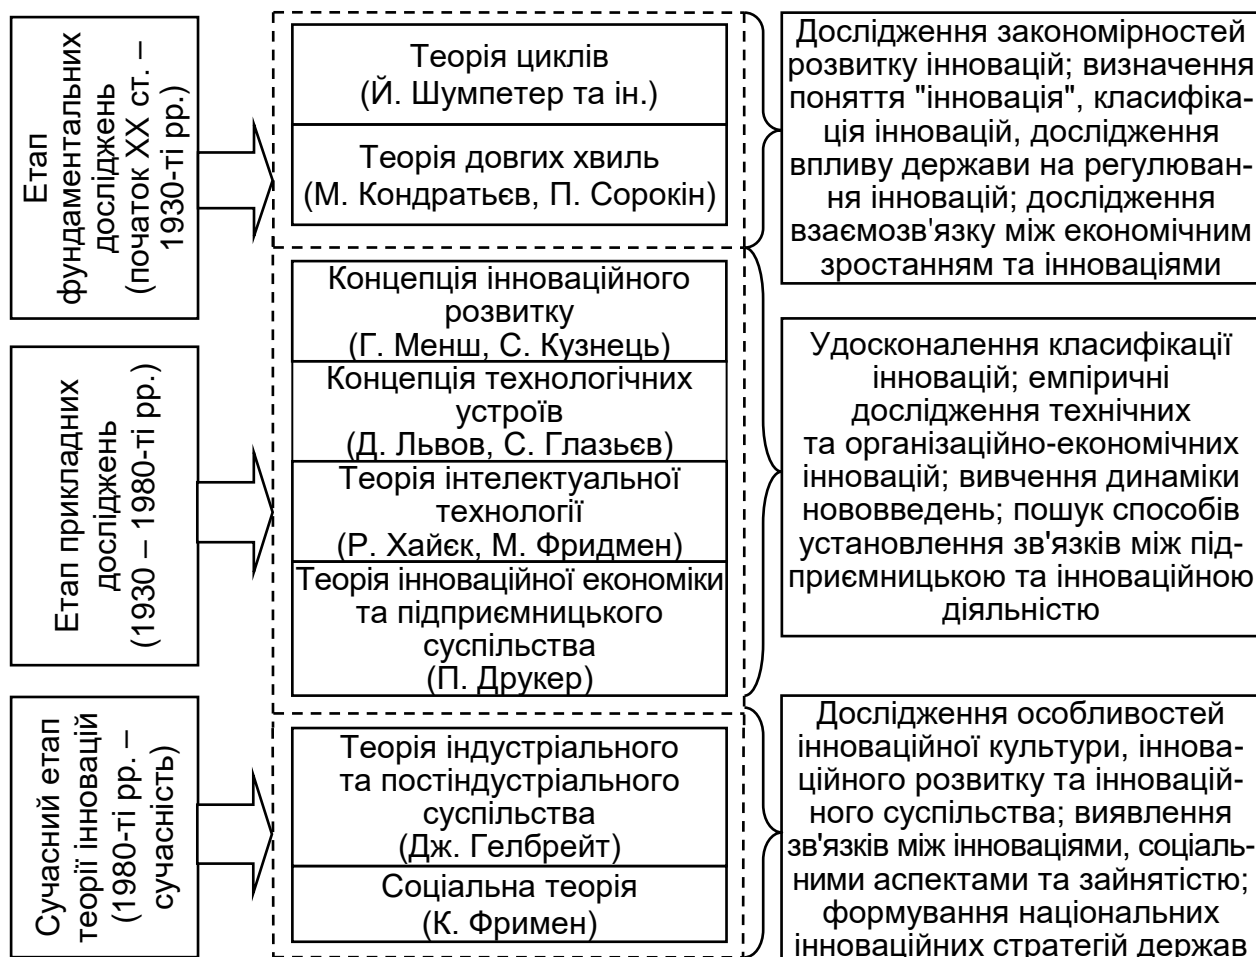 Етап
фундаментальних
досліджень
(початок ХХ ст. –
1930-ті рр.)
Теорія циклів
(Й. Шумпетер та ін.)
Теорія довгих хвиль
(М. Кондратьєв, П. Сорокін)
Дослідження закономірностей
розвитку інновацій; визначення
поняття "інновація", класифіка-
ція інновацій, дослідження
впливу держави на регулюван-
ня інновацій; дослідження
взаємозв'язку між економічним
зростанням та інноваціями
Етап прикладних
досліджень
(1930 – 1980-ті рр.)
Концепція інноваційного
розвитку
(Г. Менш, С. Кузнець)
Концепція технологічних
устроїв
(Д. Львов, С. Глазьєв)
Теорія інтелектуальної
технології
(Р. Хайєк, М. Фридмен)
Теорія інноваційної економіки
та підприємницького
суспільства
(П. Друкер)
Удосконалення класифікації
інновацій; емпіричні
дослідження технічних
та організаційно-економічних
інновацій; вивчення динаміки
нововведень; пошук способів
установлення зв'язків між під-
приємницькою та інноваційною
діяльністю
Сучасний етап
теорії інновацій
(1980-ті рр. –
сучасність)
Теорія індустріального
та постіндустріального
суспільства
(Дж. Гелбрейт)
Соціальна теорія
(К. Фримен)
Дослідження особливостей
інноваційної культури, іннова-
ційного розвитку та інновацій-
ного суспільства; виявлення
зв'язків між інноваціями, соціаль-
ними аспектами та зайнятістю;
формування національних
інноваційних стратегій держав